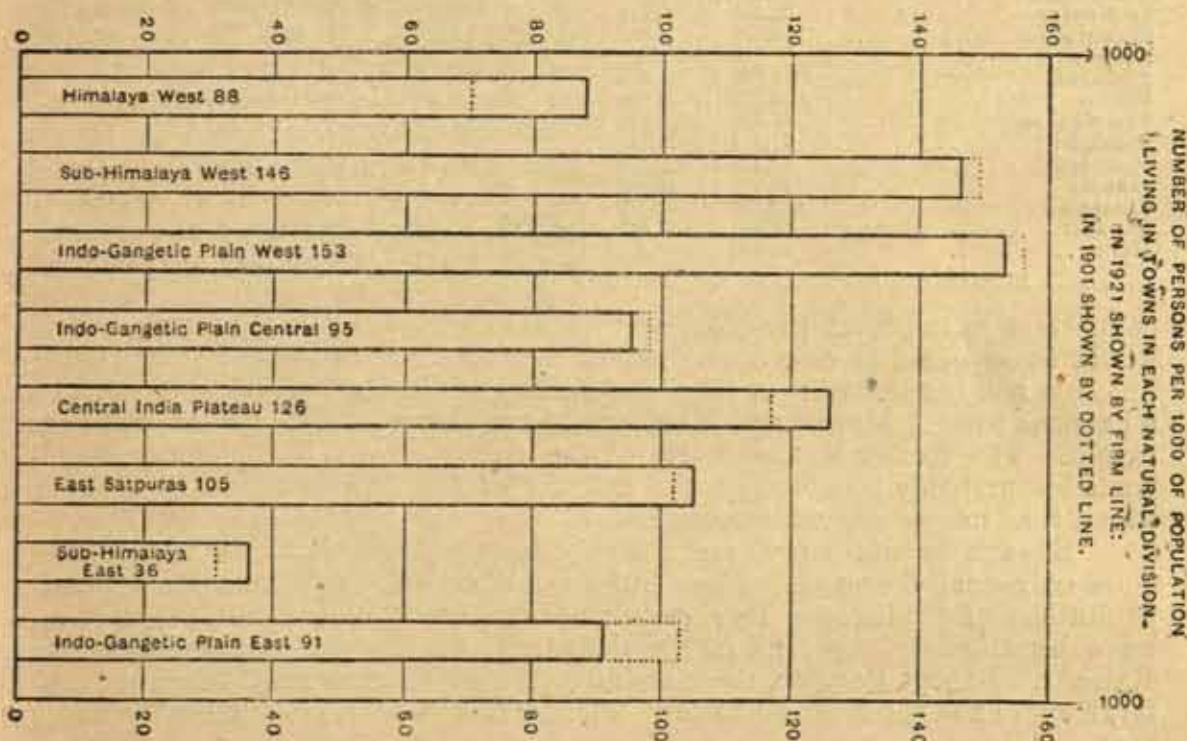 NUMBER OF PERSONS PER 1000 OF POPULATION
LIVING IN TOWNS IN EACH NATURAL DIVISION.
IN 1921 SHOWN BY FIRM LINE:
IN 1901 SHOWN BY DOTTED LINE.
0 20 40 60 80 100 120 140 160 1000
Himalaya West 88
Sub-Himalaya West 146
Indo-Gangetic Plain West 153
Indo-Gangetic Plain Central 95
Central India Plateau 126
East Satpuras 105
Sub-Himalaya
East 36
Indo-Gangetic Plain East 91
0 20 40 60 80 100 120 140 160 1000